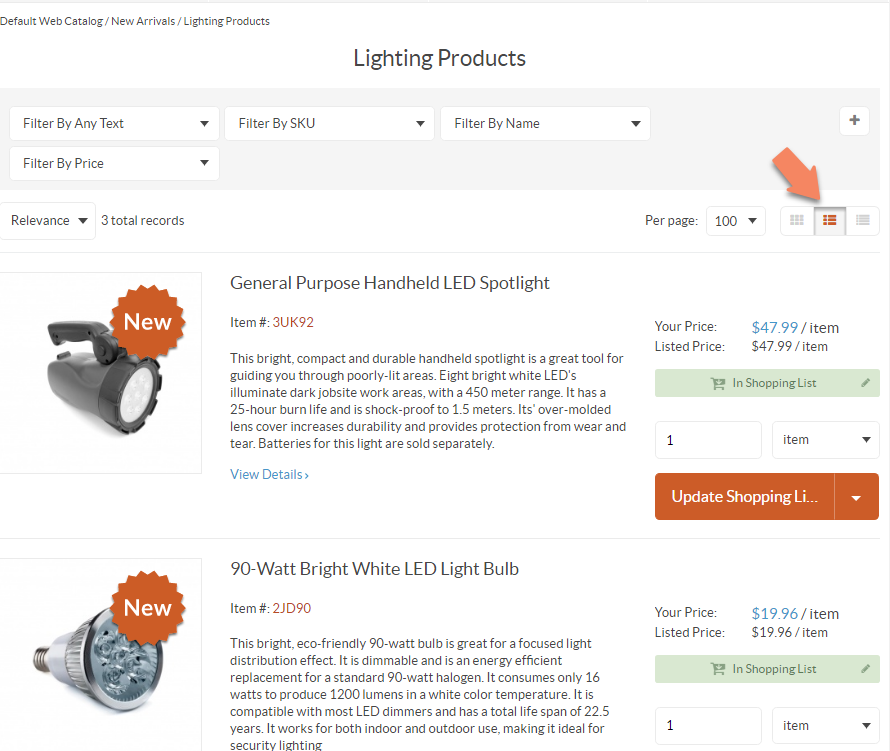 Default Web Catalog / New Arrivals / Lighting Products
Lighting Products
Filter By Any Text
Filter By SKU
Filter By Name
+
Filter By Price
Relevance
3 total records
Per page:
100
New
General Purpose Handheld LED Spotlight
Item #: 3UK92
This bright, compact and durable handheld spotlight is a great tool for
guiding you through poorly-lit areas. Eight bright white LED's
illuminate dark jobsite work areas, with a 450 meter range. It has a
25-hour burn life and is shock-proof to 1.5 meters. Its' over-molded
lens cover increases durability and provides protection from wear and
tear. Batteries for this light are sold separately.
View Details ›
Your Price: $47.99 / item
Listed Price: $47.99 / item
In Shopping List
1
item
Update Shopping Li...
New
90-Watt Bright White LED Light Bulb
Item #: 2JD90
This bright, eco-friendly 90-watt bulb is great for a focused light
distribution effect. It is dimmable and is an energy efficient
replacement for a standard 90-watt halogen. It consumes only 16
watts to produce 1200 lumens in a white color temperature. It is
compatible with most LED dimmers and has a total life span of 22.5
years. It works for both indoor and outdoor use, making it ideal for
security lighting
Your Price: $19.96 / item
Listed Price: $19.96 / item
In Shopping List
1
item